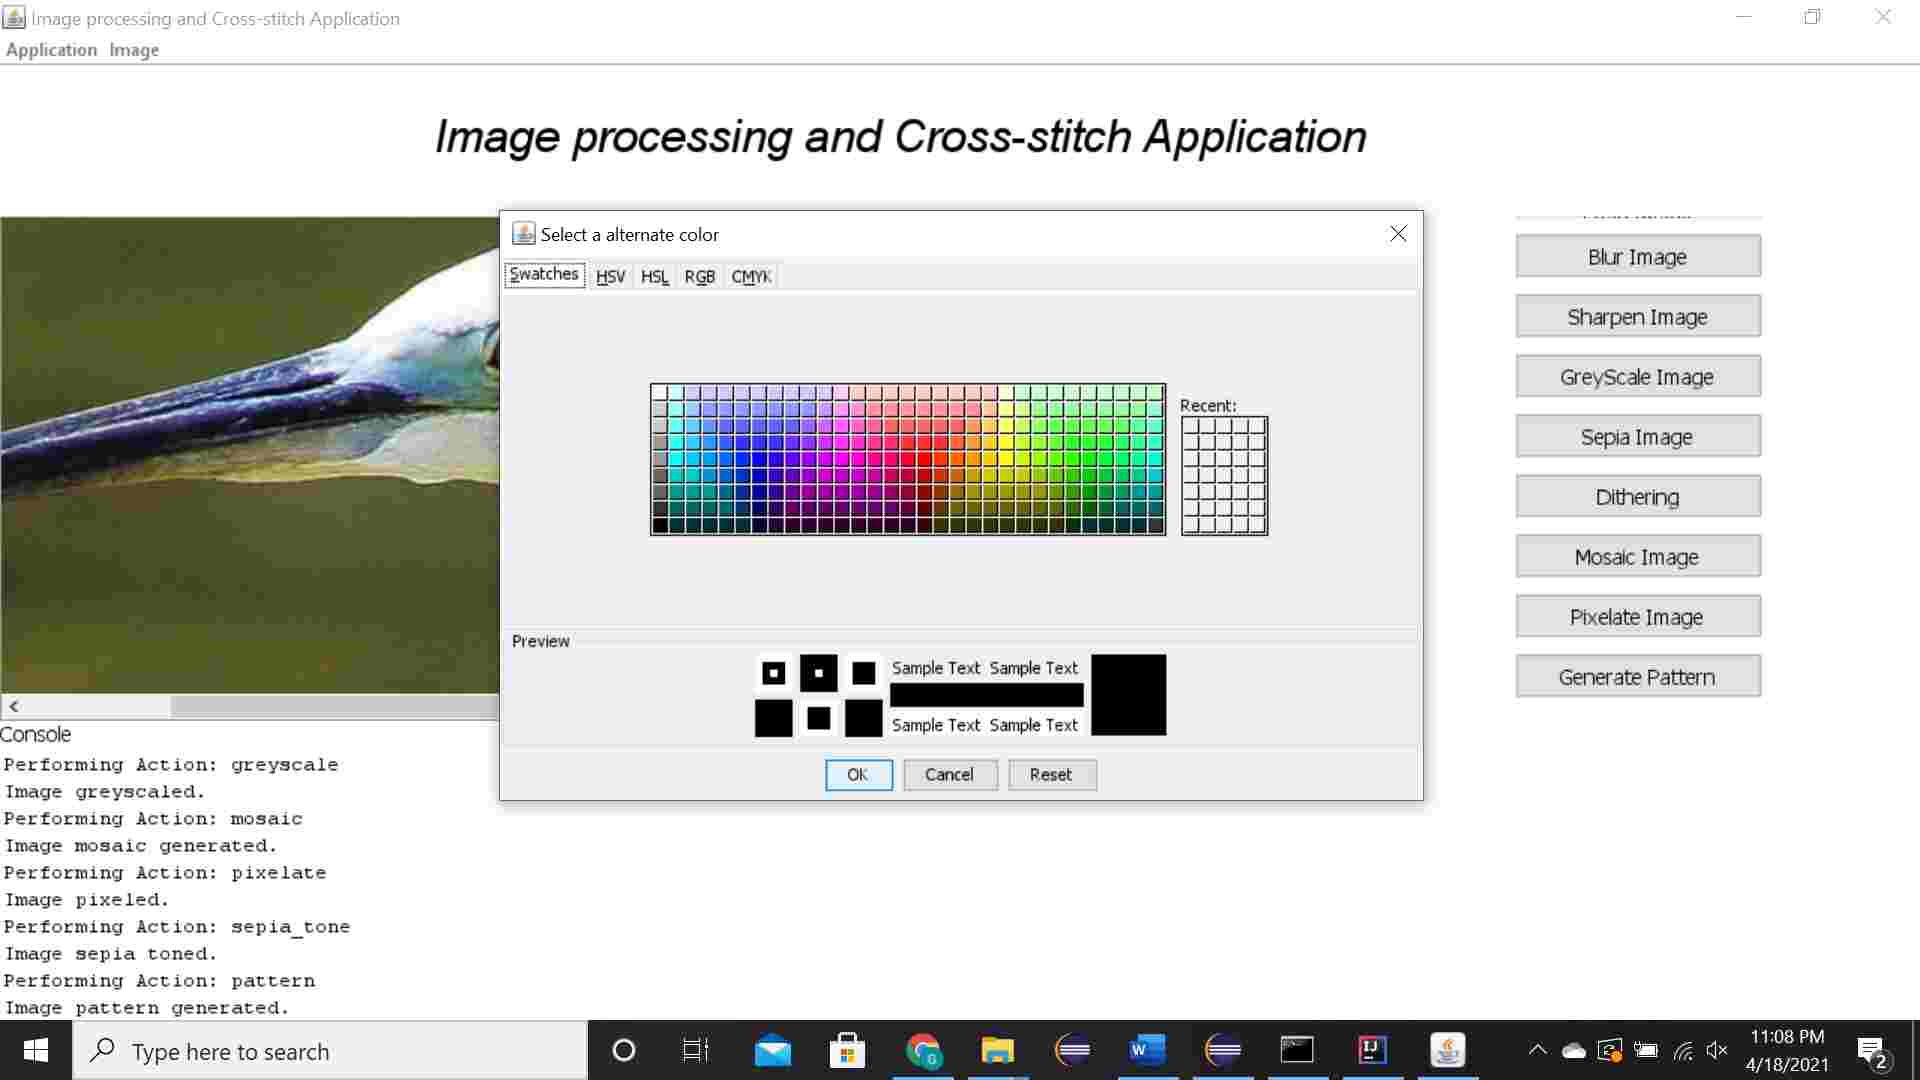 Image processing and Cross-stitch Application
Application Image
Image processing and Cross-stitch Application
Select a alternate color
Swatches HSV HSL RGB CMYK
Recent:
Preview
Sample Text Sample Text
Sample Text Sample Text
OK Cancel Reset
Blur Image
Sharpen Image
GreyScale Image
Sepia Image
Dithering
Mosaic Image
Pixelate Image
Generate Pattern
Console
Performing Action: greyscale
Image greyscaled.
Performing Action: mosaic
Image mosaic generated.
Performing Action: pixelate
Image pixeled.
Performing Action: sepia_tone
Image sepia toned.
Performing Action: pattern
Image pattern generated.
Type here to search
G
W
IJ
11:08 PM
4/18/2021
2